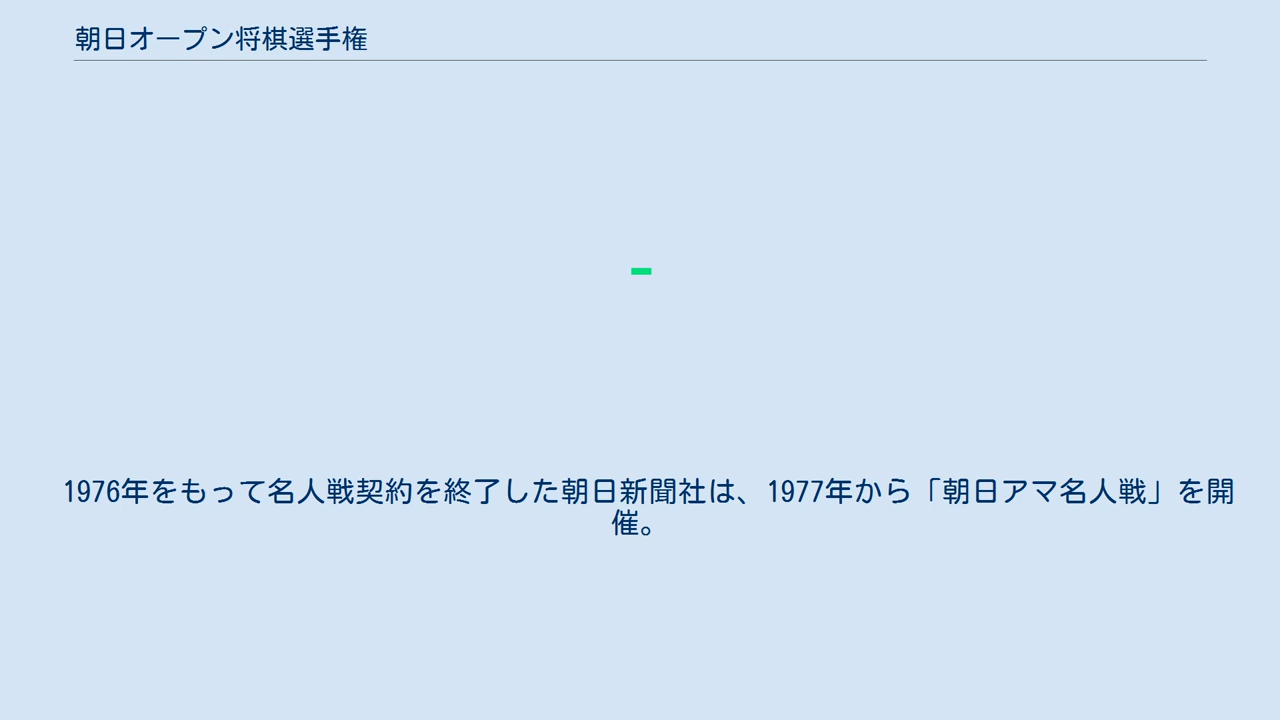 朝日オープン将棋選手権
1976年をもって名人戦契約を終了した朝日新聞社は、1977年から「朝日アマ名人戦」を開
催。